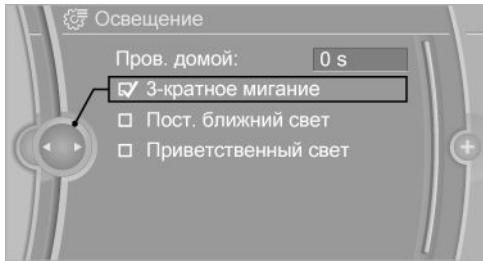 Освещение
Пров. домой: 0 s
3-кратное мигание
Пост. ближний свет
Приветственный свет